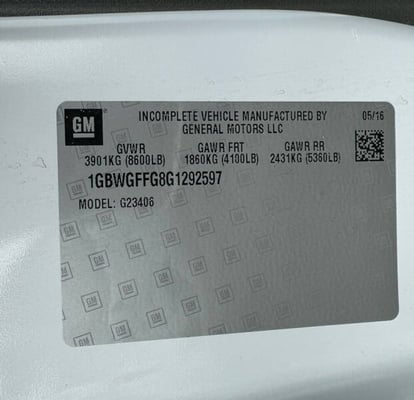 GM
INCOMPLETE VEHICLE MANUFACTURED BY
GENERAL MOTORS LLC
05/16
GVWR GAWR FRT GAWR RR
3901KG (8600LB) 1860KG (4100LB) 2431KG (5360LB)
1GBWGFFG8G1292597
MODEL: G23406